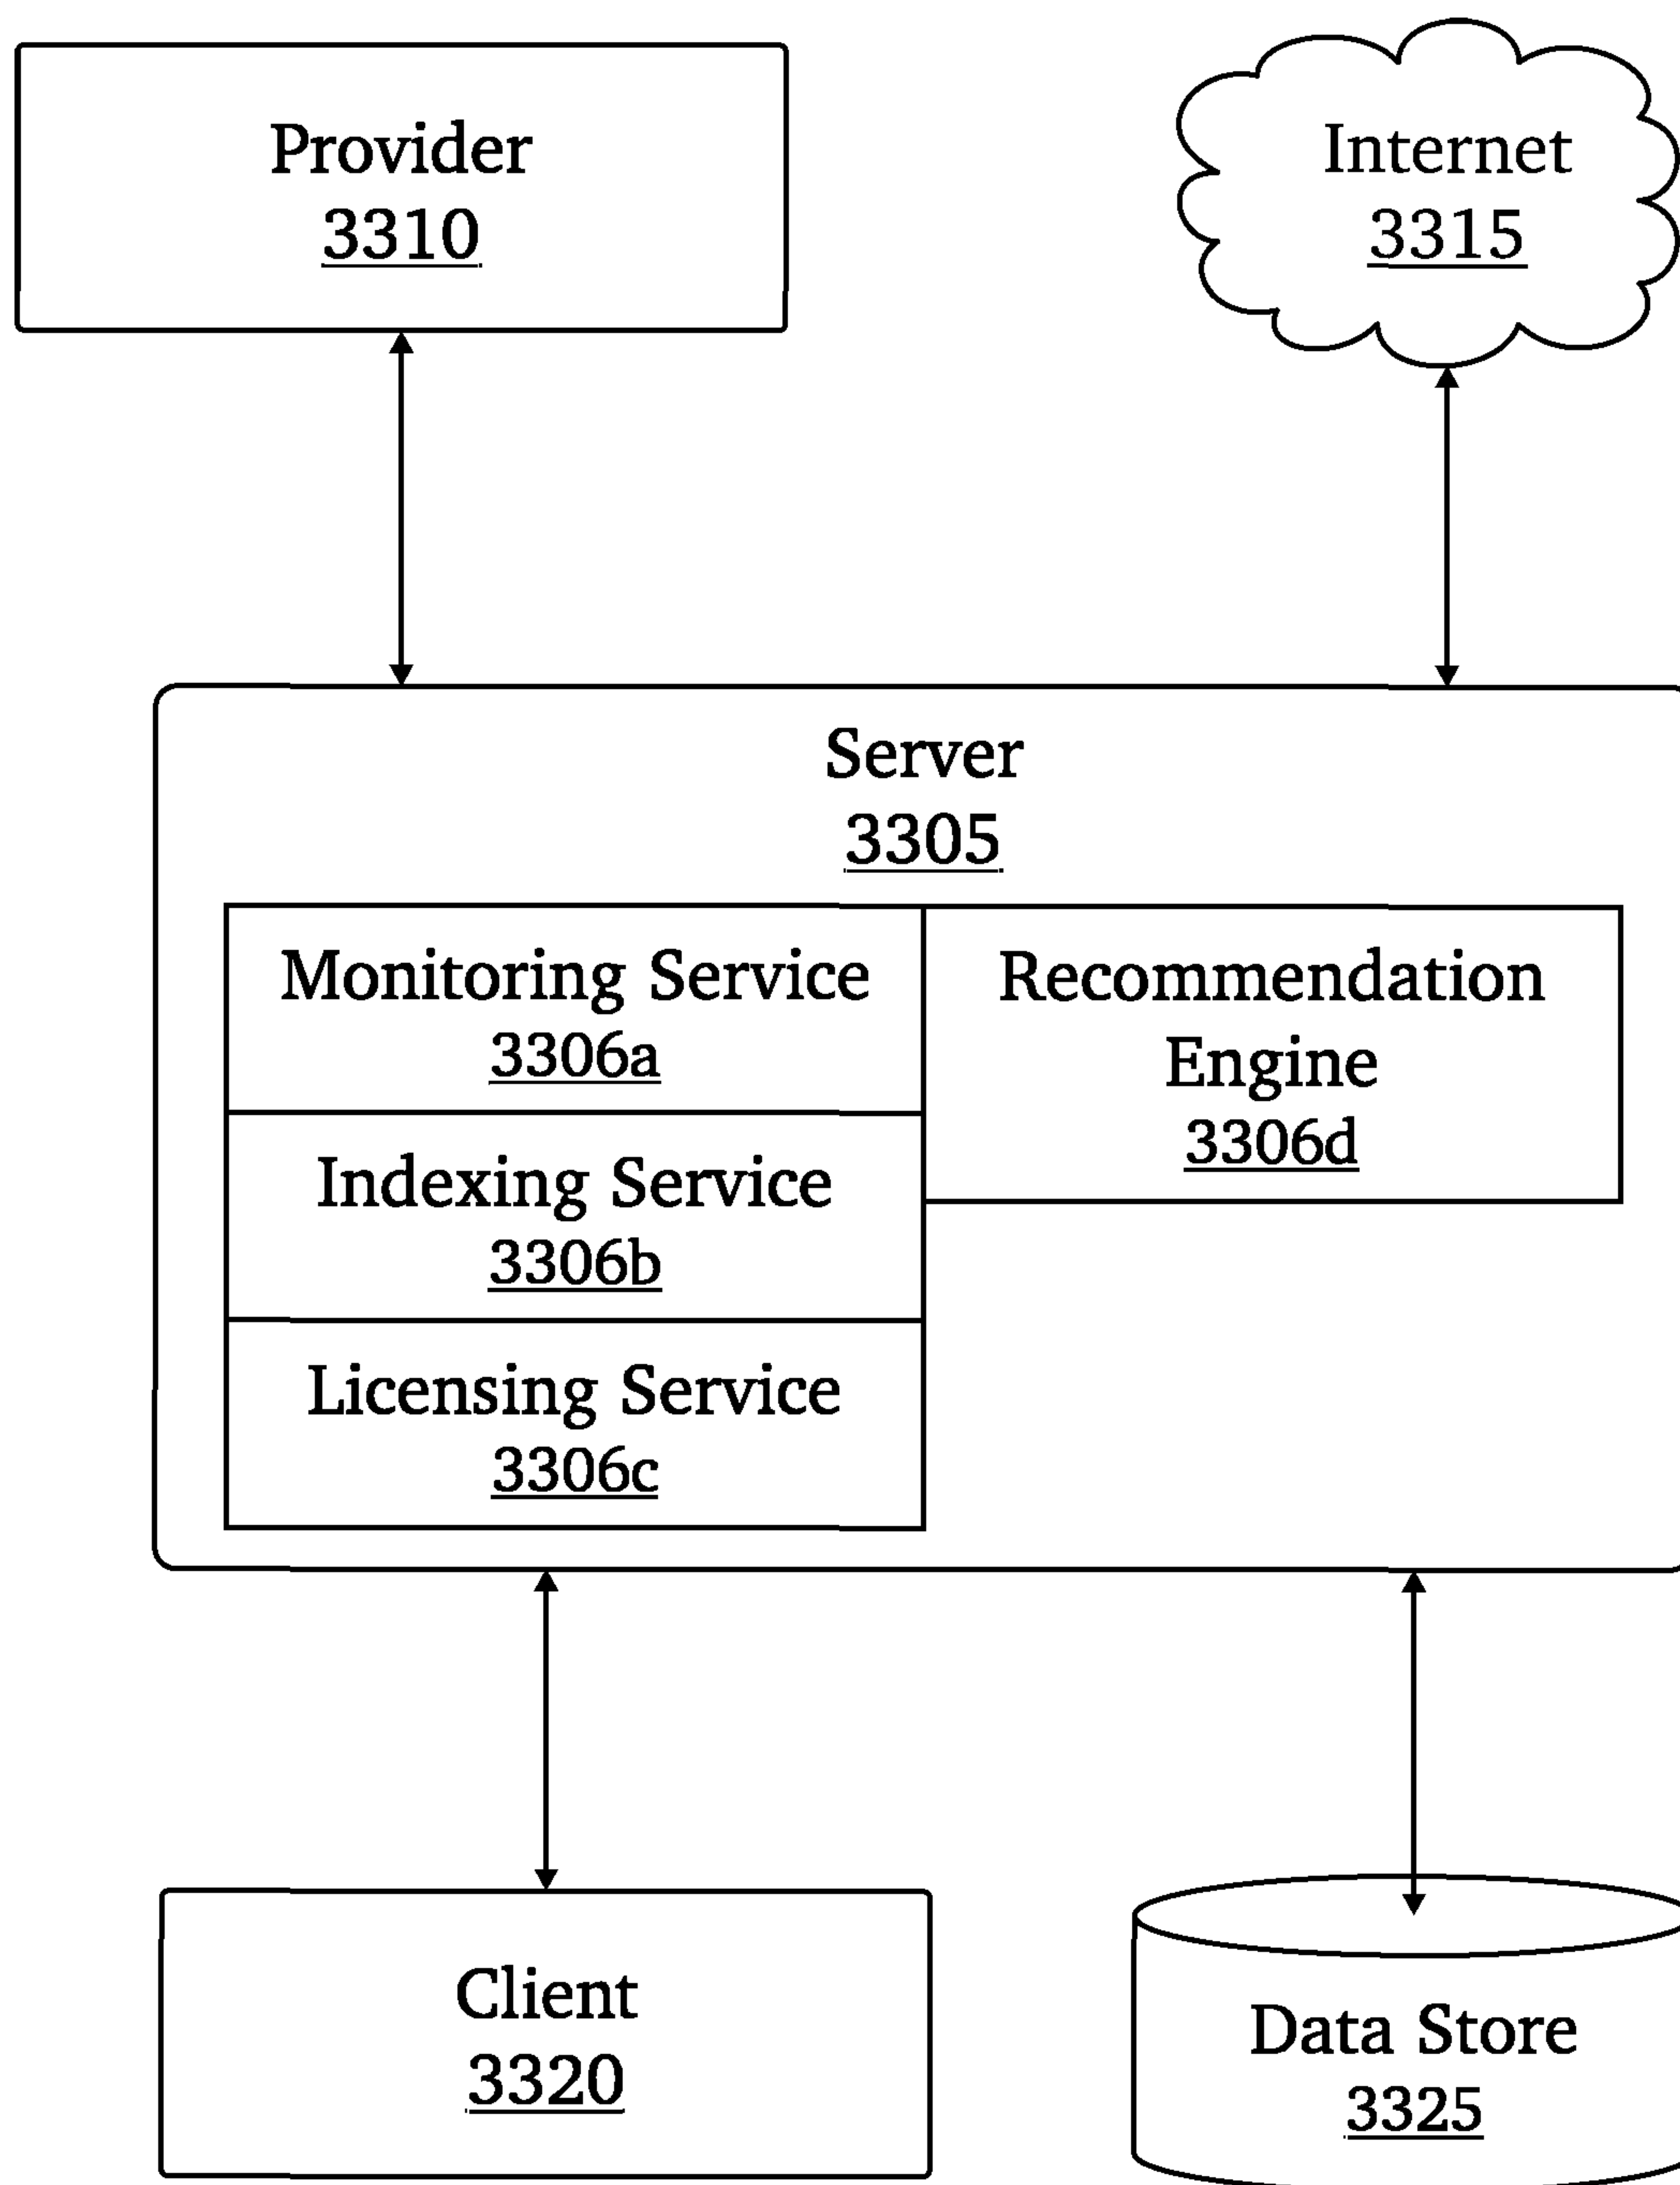 Provider
3310
Internet
3315
Server
3305
Monitoring Service
3306a
Indexing Service
3306b
Licensing Service
3306c
Recommendation
Engine
3306d
Client
3320
Data Store
3325